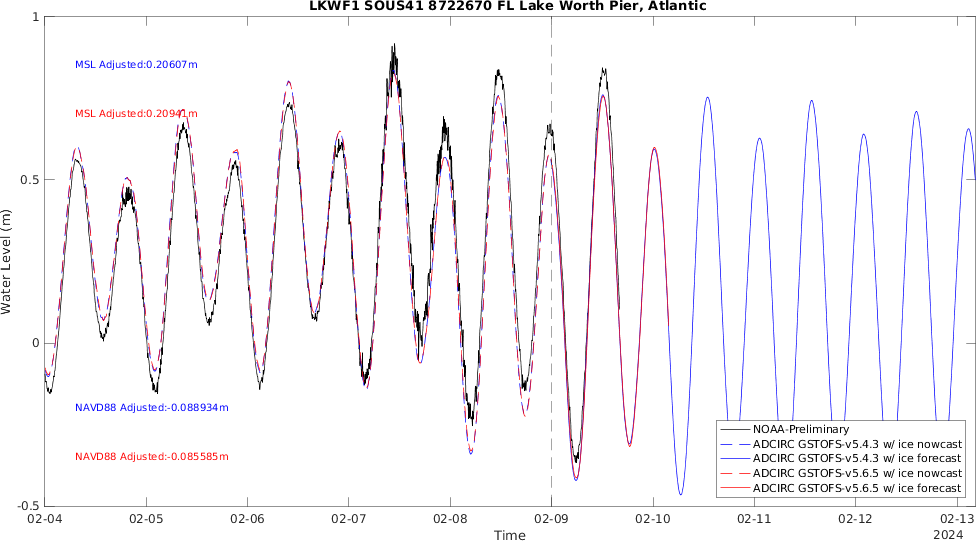 LKWF1 SOUS41 8722670 FL Lake Worth Pier, Atlantic
1
MSL Adjusted:0.20607m
MSL Adjusted:0.20941m
0.5
Water Level (m)
0
NAVD88 Adjusted:-0.088934m
NAVD88 Adjusted:-0.085585m
NOAA-Preliminary
ADCIRC GSTOFS-v5.4.3 w/ ice nowcast
ADCIRC GSTOFS-v5.4.3 w/ ice forecast
ADCIRC GSTOFS-v5.6.5 w/ ice nowcast
ADCIRC GSTOFS-v5.6.5 w/ ice forecast
-0.5
02-04 02-05 02-06 02-07 02-08 02-09 02-10 02-11 02-12 02-13
Time
2024